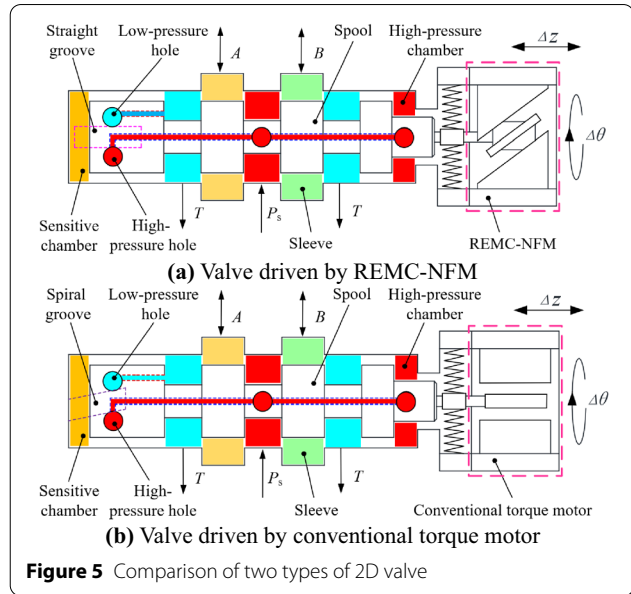 Straight groove
Low-pressure hole
A
B
Spool
High-pressure chamber
Δz
Δθ
Sensitive chamber
High-pressure hole
T
Ps
T
Sleeve
REMC-NFM
(a) Valve driven by REMC-NFM
Spiral groove
Low-pressure hole
A
B
Spool
High-pressure chamber
Δz
Δθ
Sensitive chamber
High-pressure hole
T
Ps
T
Sleeve
Conventional torque motor
(b) Valve driven by conventional torque motor
Figure 5 Comparison of two types of 2D valve